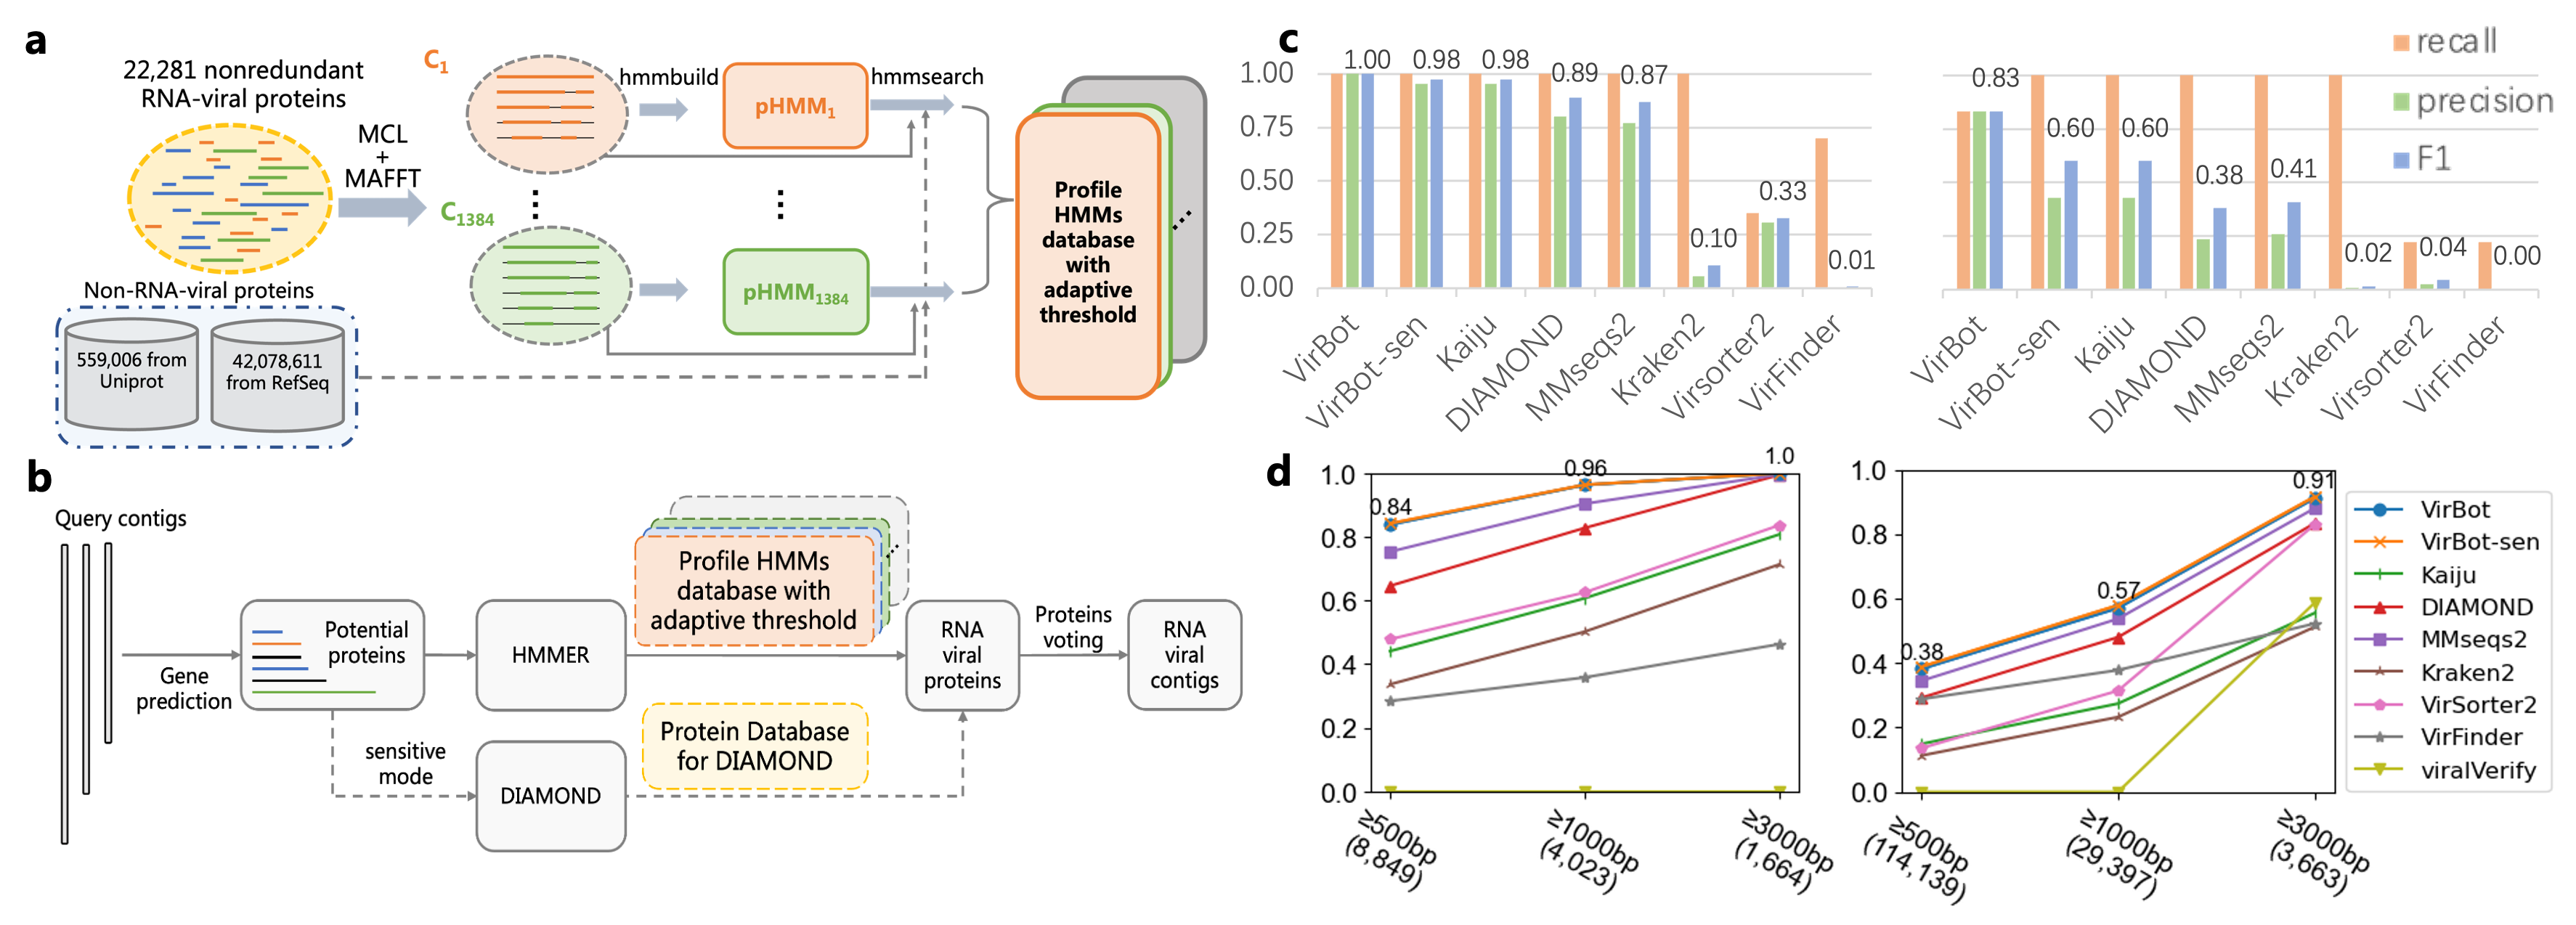 a
22,281 nonredundant
RNA-viral proteins
MCL
+
MAFFT
Non-RNA-viral proteins
559,006 from
Uniprot
42,078,611
from RefSeq
C1
C1384
hmmbuild
hmmsearch
pHMM1
pHMM1384
Profile
HMMs
database
with
adaptive
threshold
b
Query contigs
Gene
prediction
Potential
proteins
sensitive
mode
HMMER
DIAMOND
Profile HMMs
database with
adaptive threshold
Protein Database
for DIAMOND
RNA
viral
proteins
Proteins
voting
RNA
viral
contigs
c
1.00
0.75
0.50
0.25
0.00
1.00
0.98
0.98
0.89
0.87
0.10
0.33
0.01
VirBot
VirBot-sen
Kaiju
DIAMOND
MMseqs2
Kraken2
Virsorter2
VirFinder
0.83
0.60
0.60
0.38
0.41
0.02
0.04
0.00
VirBot
VirBot-sen
Kaiju
DIAMOND
MMseqs2
Kraken2
Virsorter2
VirFinder
recall
precision
F1
d
1.0
0.8
0.6
0.4
0.2
0.0
0.84
0.96
1.0
≥500bp
(8,849)
≥1000bp
(4,023)
≥3000bp
(1,664)
1.0
0.8
0.6
0.4
0.2
0.0
0.38
0.57
0.91
≥500bp
(114,139)
≥1000bp
(29,397)
≥3000bp
(3,663)
VirBot
VirBot-sen
Kaiju
DIAMOND
MMseqs2
Kraken2
VirSorter2
VirFinder
viralVerify